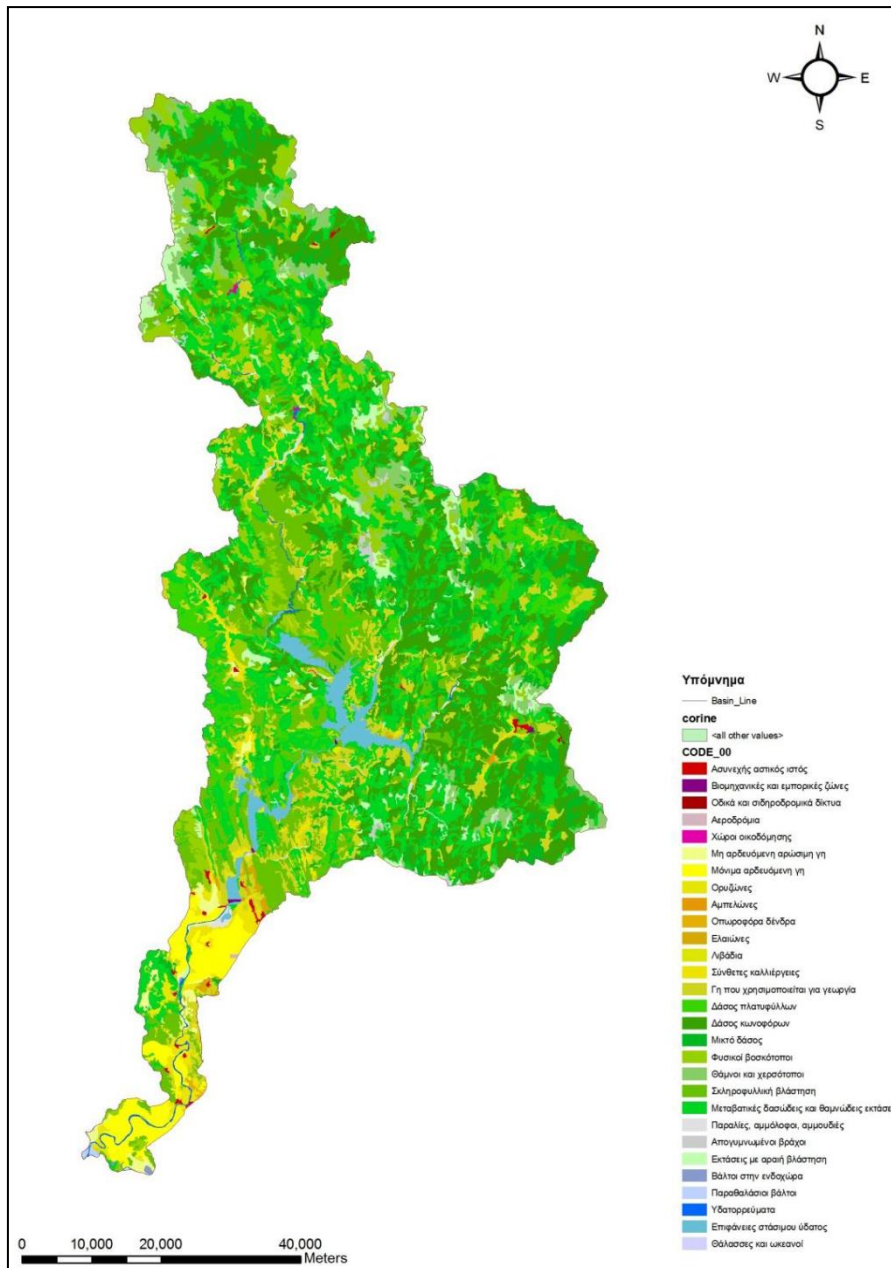 N
W E
S
Υπόμνημα
Basin_Line
corine
<all other values>
CODE_00
Ασυνεχής αστικός ιστός
Βιομηχανικές και εμπορικές ζώνες
Οδικά και σιδηροδρομικά δίκτυα
Αεροδρόμια
Χώροι οικοδόμησης
Μη αρδευόμενη αρώσιμη γη
Μόνιμα αρδευόμενη γη
Ορυζώνες
Αμπελώνες
Οπωροφόρα δένδρα
Ελαιώνες
Λιβάδια
Σύνθετες καλλιέργειες
Γη που χρησιμοποιείται για γεωργία
Δάσος πλατυφύλλων
Δάσος κωνοφόρων
Μικτό δάσος
Φυσικοί βοσκότοποι
Θάμνοι και χερσότοποι
Σκληροφυλλική βλάστηση
Μεταβατικές δασώδεις και θαμνώδεις εκτάσε
Παραλίες, αμμόλοφοι, αμμουδιές
Απογυμνωμένοι βράχοι
Εκτάσεις με αραιή βλάστηση
Βάλτοι στην ενδοχώρα
Παραθαλάσιοι βάλτοι
Υδατορρεύματα
Επιφάνειες στάσιμου ύδατος
Θάλασσες και ωκεανοί
0 10,000 20,000 40,000
Meters